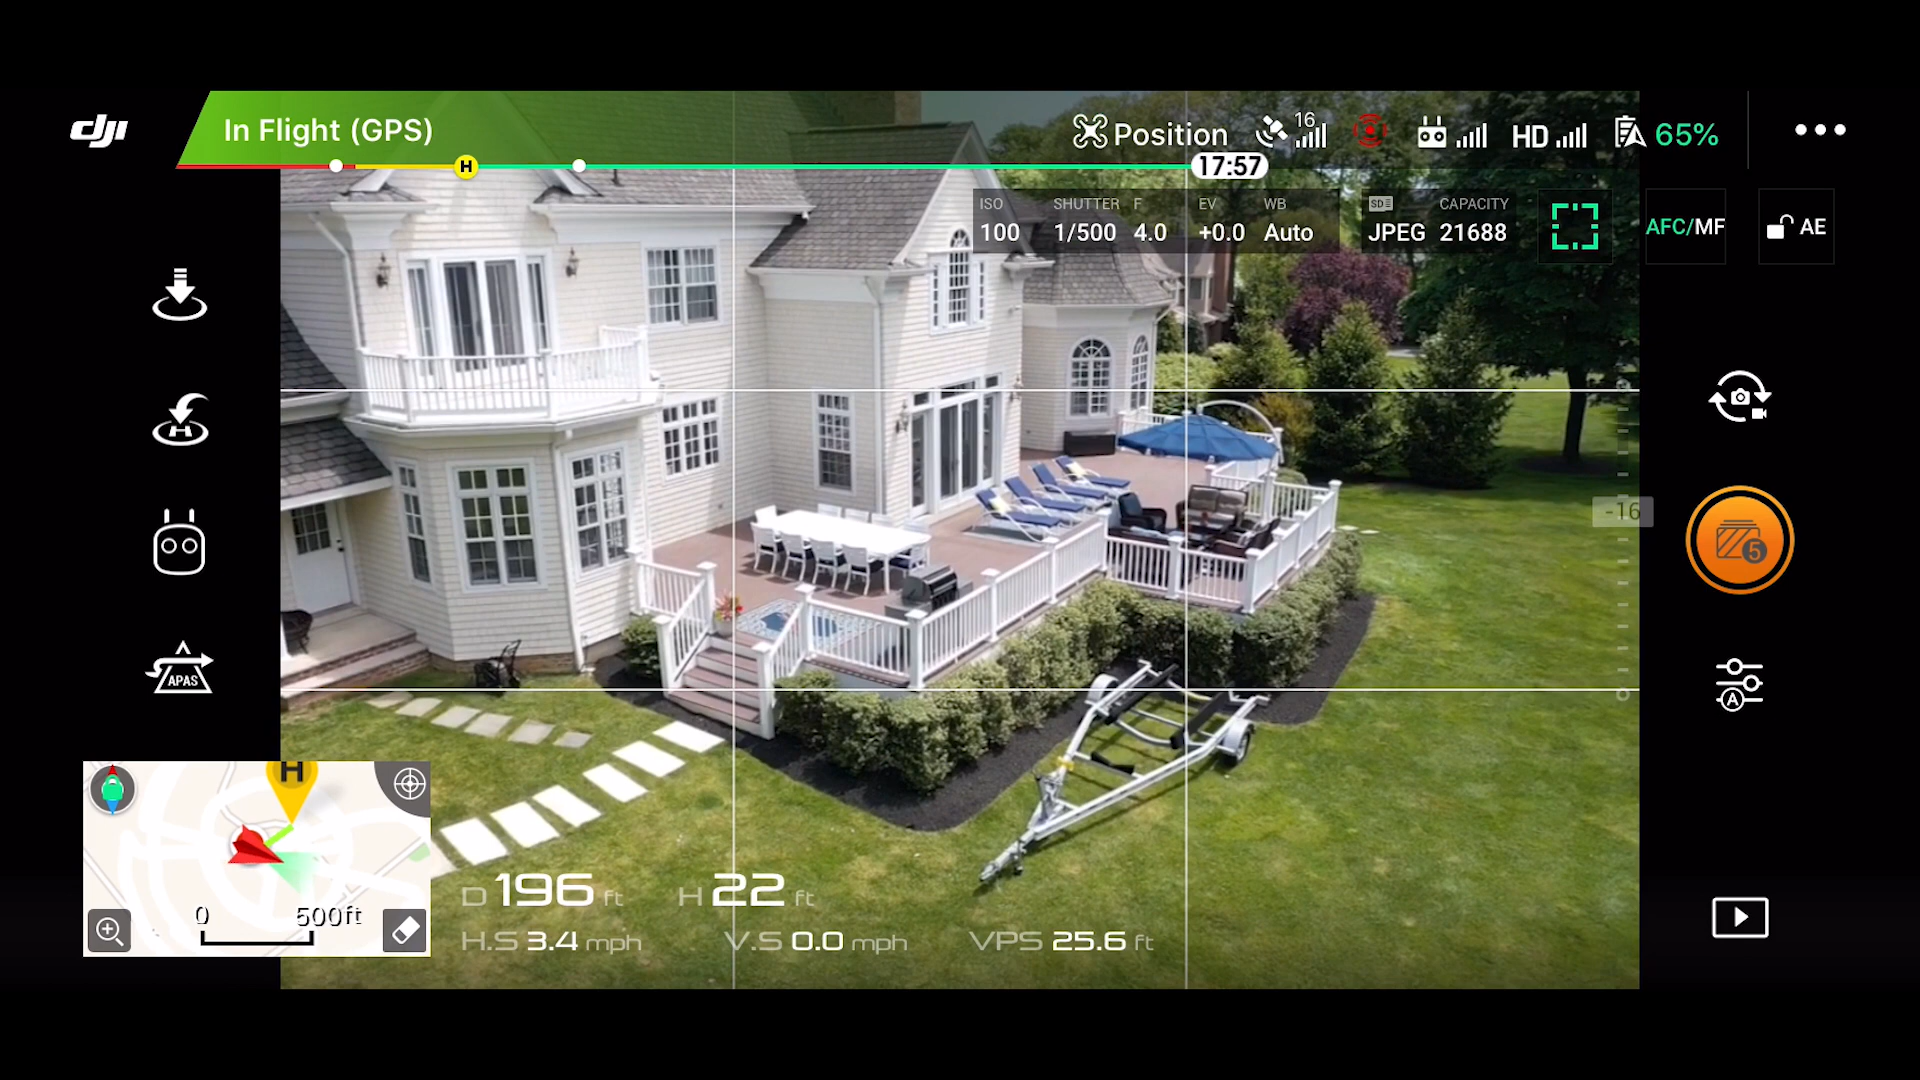 dji
In Flight (GPS)
Position
16
HD
65%
H
17:57
ISO
100
SHUTTER
1/500
F
4.0
EV
+0.0
WB
Auto
SD
JPEG
CAPACITY
21688
AFC/MF
AE
H
-16
5
APAS
A
H
0
500ft
D 196 ft
H 22 ft
H.S 3.4 mph
V.S 0.0 mph
VPS 25.6 ft